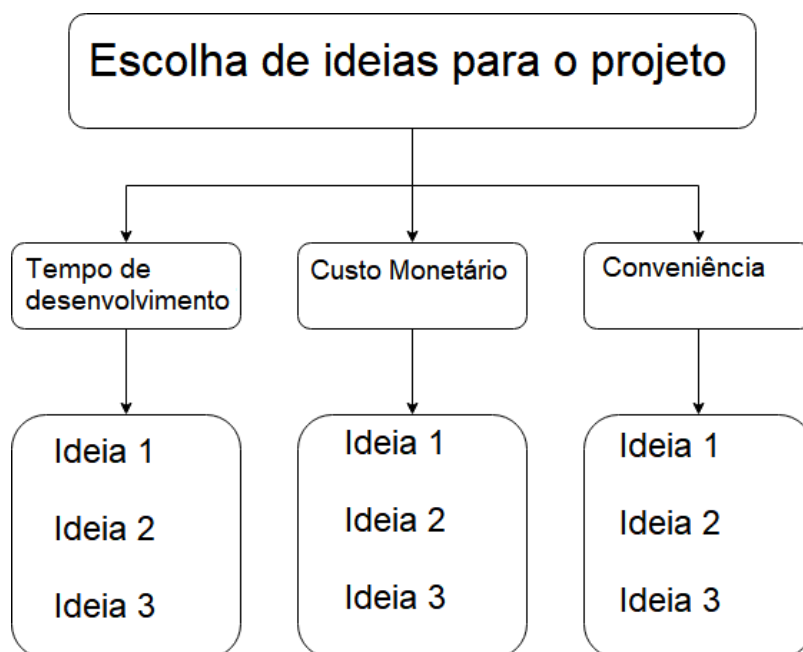 Escolha de ideias para o projeto
Tempo de
desenvolvimento
Custo Monetário
Conveniência
Ideia 1
Ideia 2
Ideia 3
Ideia 1
Ideia 2
Ideia 3
Ideia 1
Ideia 2
Ideia 3